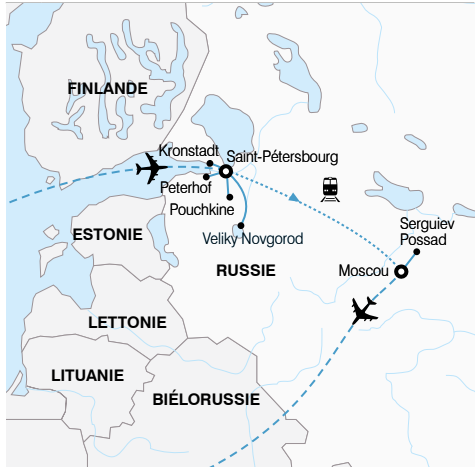 FINLANDE
Kronstadt
Saint-Pétersbourg
Peterhof
Pouchkine
Veliky Novgorod
ESTONIE
RUSSIE
Serguiev
Possad
Moscou
LETTONIE
LITUANIE
BIÉLORUSSIE